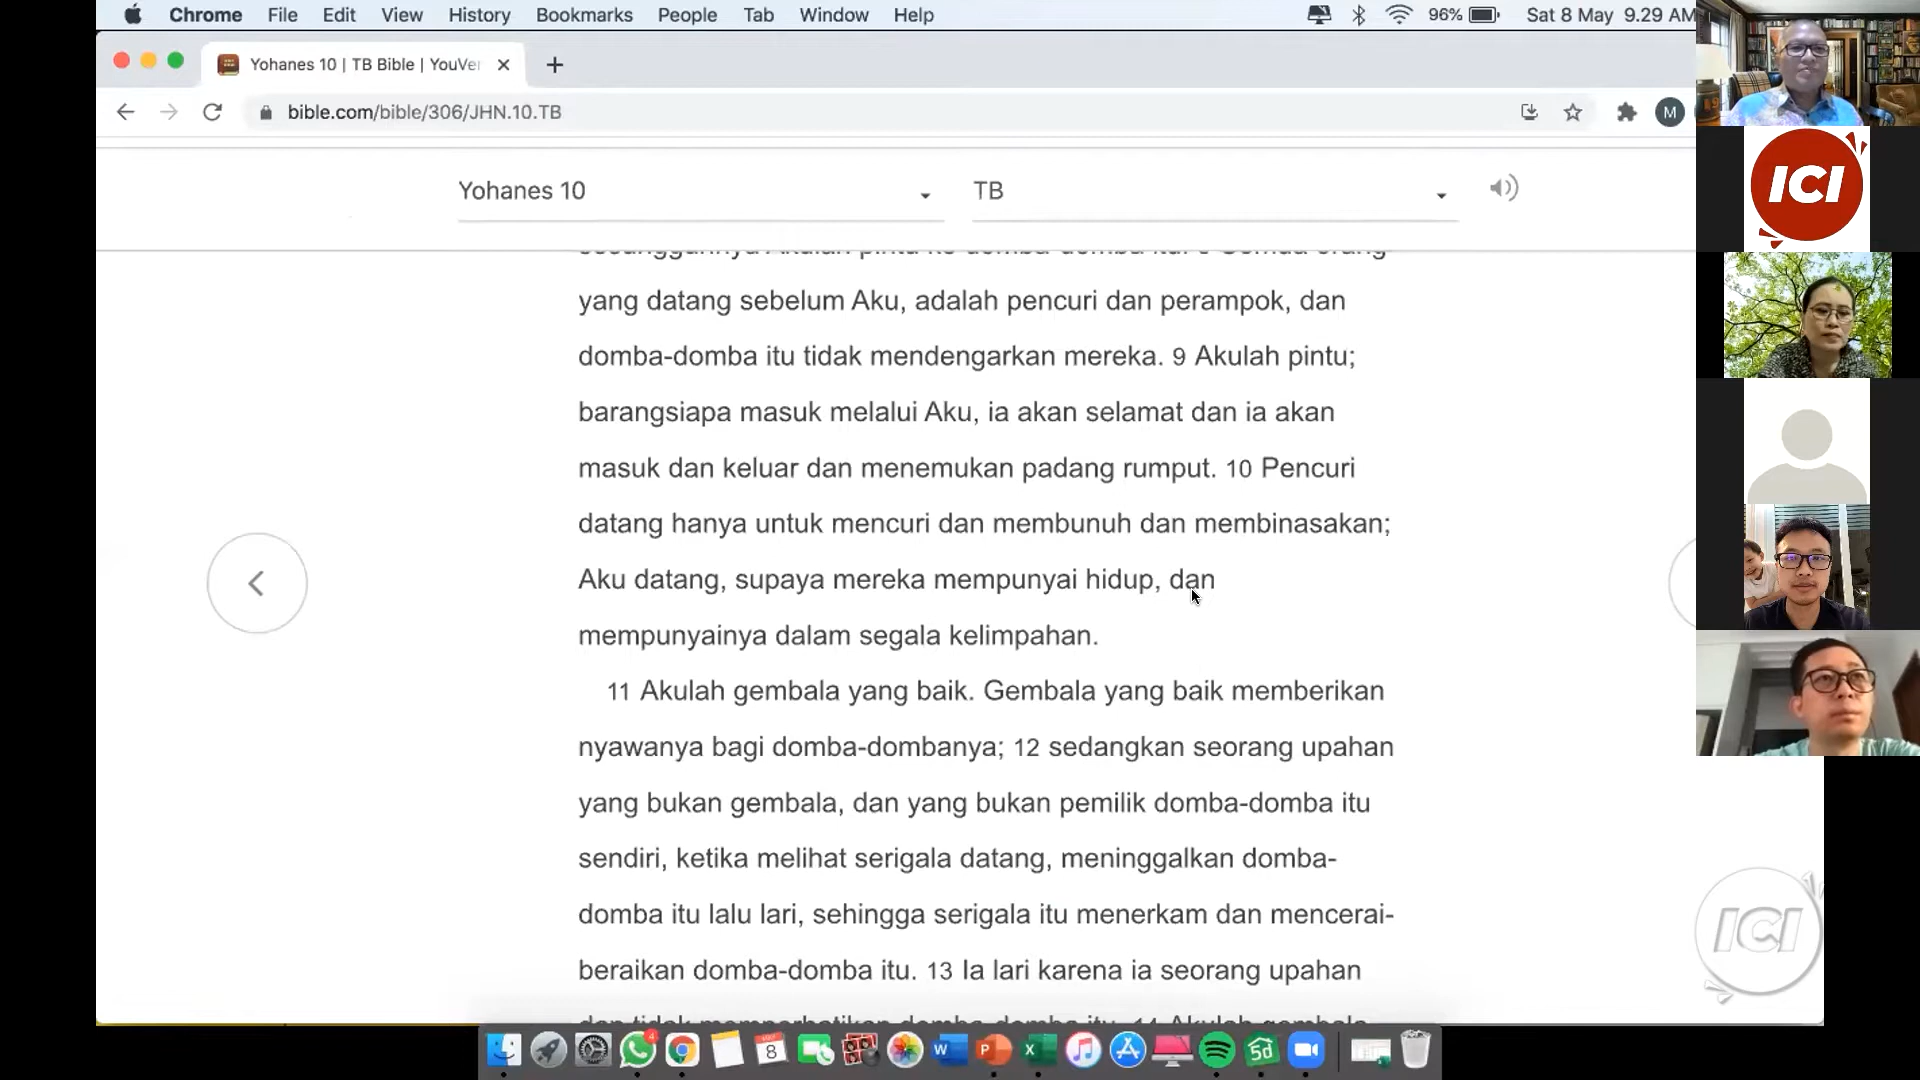 Chrome File Edit View History Bookmarks People Tab Window Help 96% Sat 8 May 9.29 AM
Yohanes 10 | TB Bible | YouVer
bible.com/bible/306/JHN.10.TB M
Yohanes 10 TB
yang datang sebelum Aku, adalah pencuri dan perampok, dan
domba-domba itu tidak mendengarkan mereka. 9 Akulah pintu;
barangsiapa masuk melalui Aku, ia akan selamat dan ia akan
masuk dan keluar dan menemukan padang rumput. 10 Pencuri
datang hanya untuk mencuri dan membunuh dan membinasakan;
Aku datang, supaya mereka mempunyai hidup, dan
mempunyainya dalam segala kelimpahan.
11 Akulah gembala yang baik. Gembala yang baik memberikan
nyawanya bagi domba-dombanya; 12 sedangkan seorang upahan
yang bukan gembala, dan yang bukan pemilik domba-domba itu
sendiri, ketika melihat serigala datang, meninggalkan domba-
domba itu lalu lari, sehingga serigala itu menerkam dan mencerai-
beraikan domba-domba itu. 13 Ia lari karena ia seorang upahan
ICI
ICI
4
8
W
P
X
5d